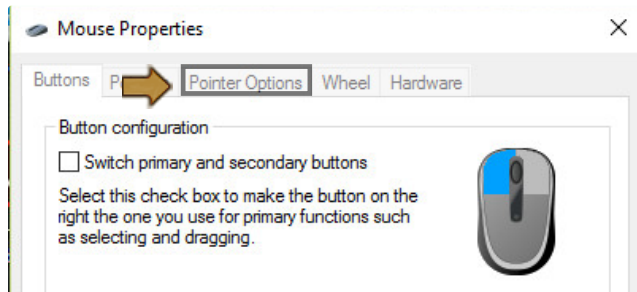 Mouse Properties
Buttons Pointer Options Wheel Hardware
Button configuration
Switch primary and secondary buttons
Select this check box to make the button on the
right the one you use for primary functions such
as selecting and dragging.